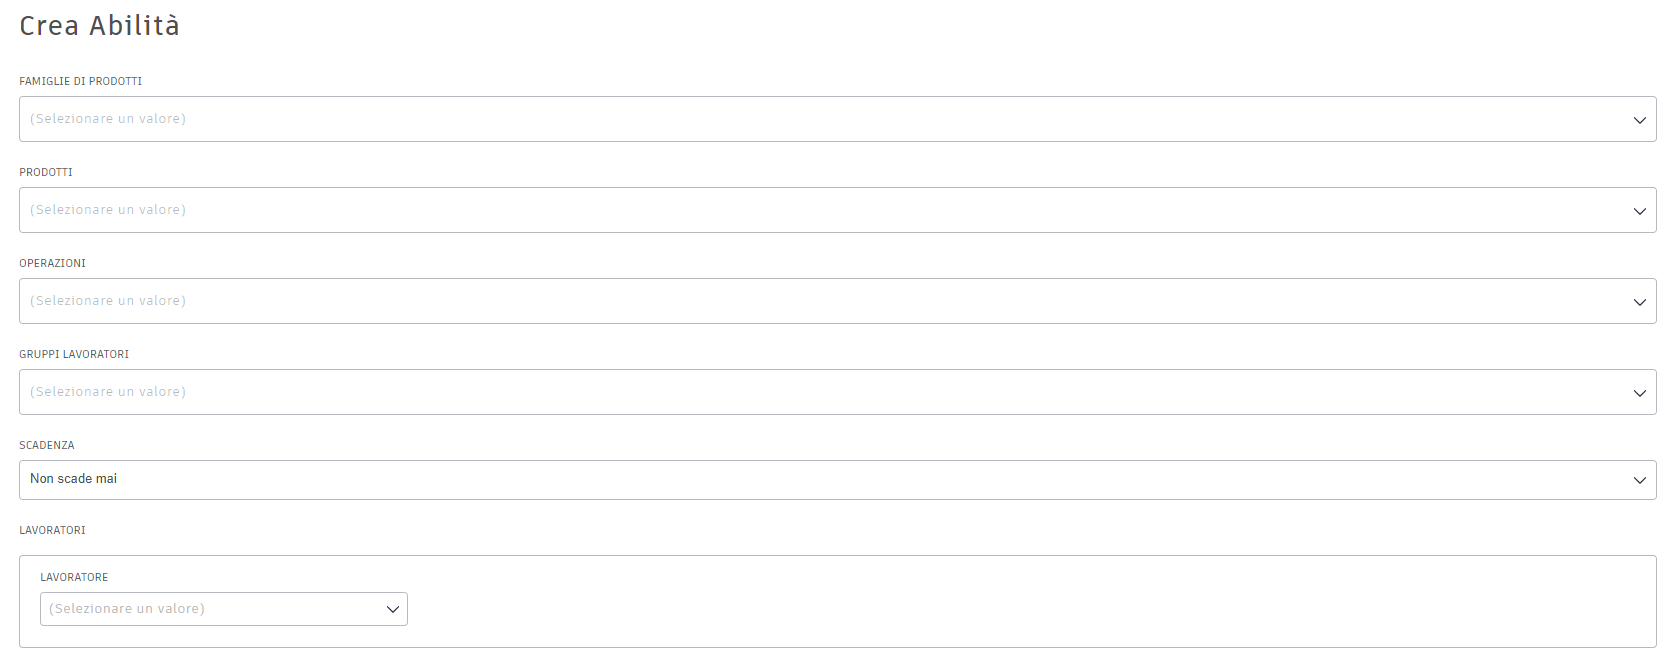 Crea Abilità
FAMIGLIE DI PRODOTTI
(Selezionare un valore)
PRODOTTI
(Selezionare un valore)
OPERAZIONI
(Selezionare un valore)
GRUPPI LAVORATORI
(Selezionare un valore)
SCADENZA
Non scade mai
LAVORATORI
LAVORATORE
(Selezionare un valore)